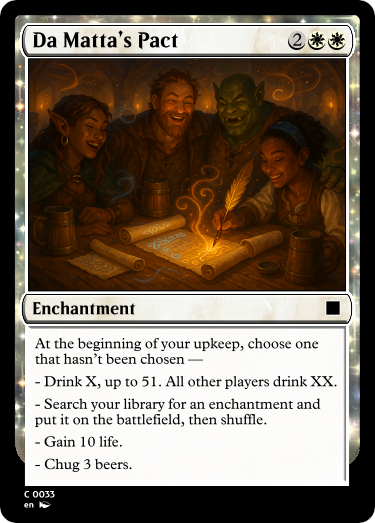 Da Matta's Pact 2
Enchantment
At the beginning of your upkeep, choose one
that hasn't been chosen —
- Drink X, up to 51. All other players drink XX.
- Search your library for an enchantment and
put it on the battlefield, then shuffle.
- Gain 10 life.
- Chug 3 beers.
C 0033
en